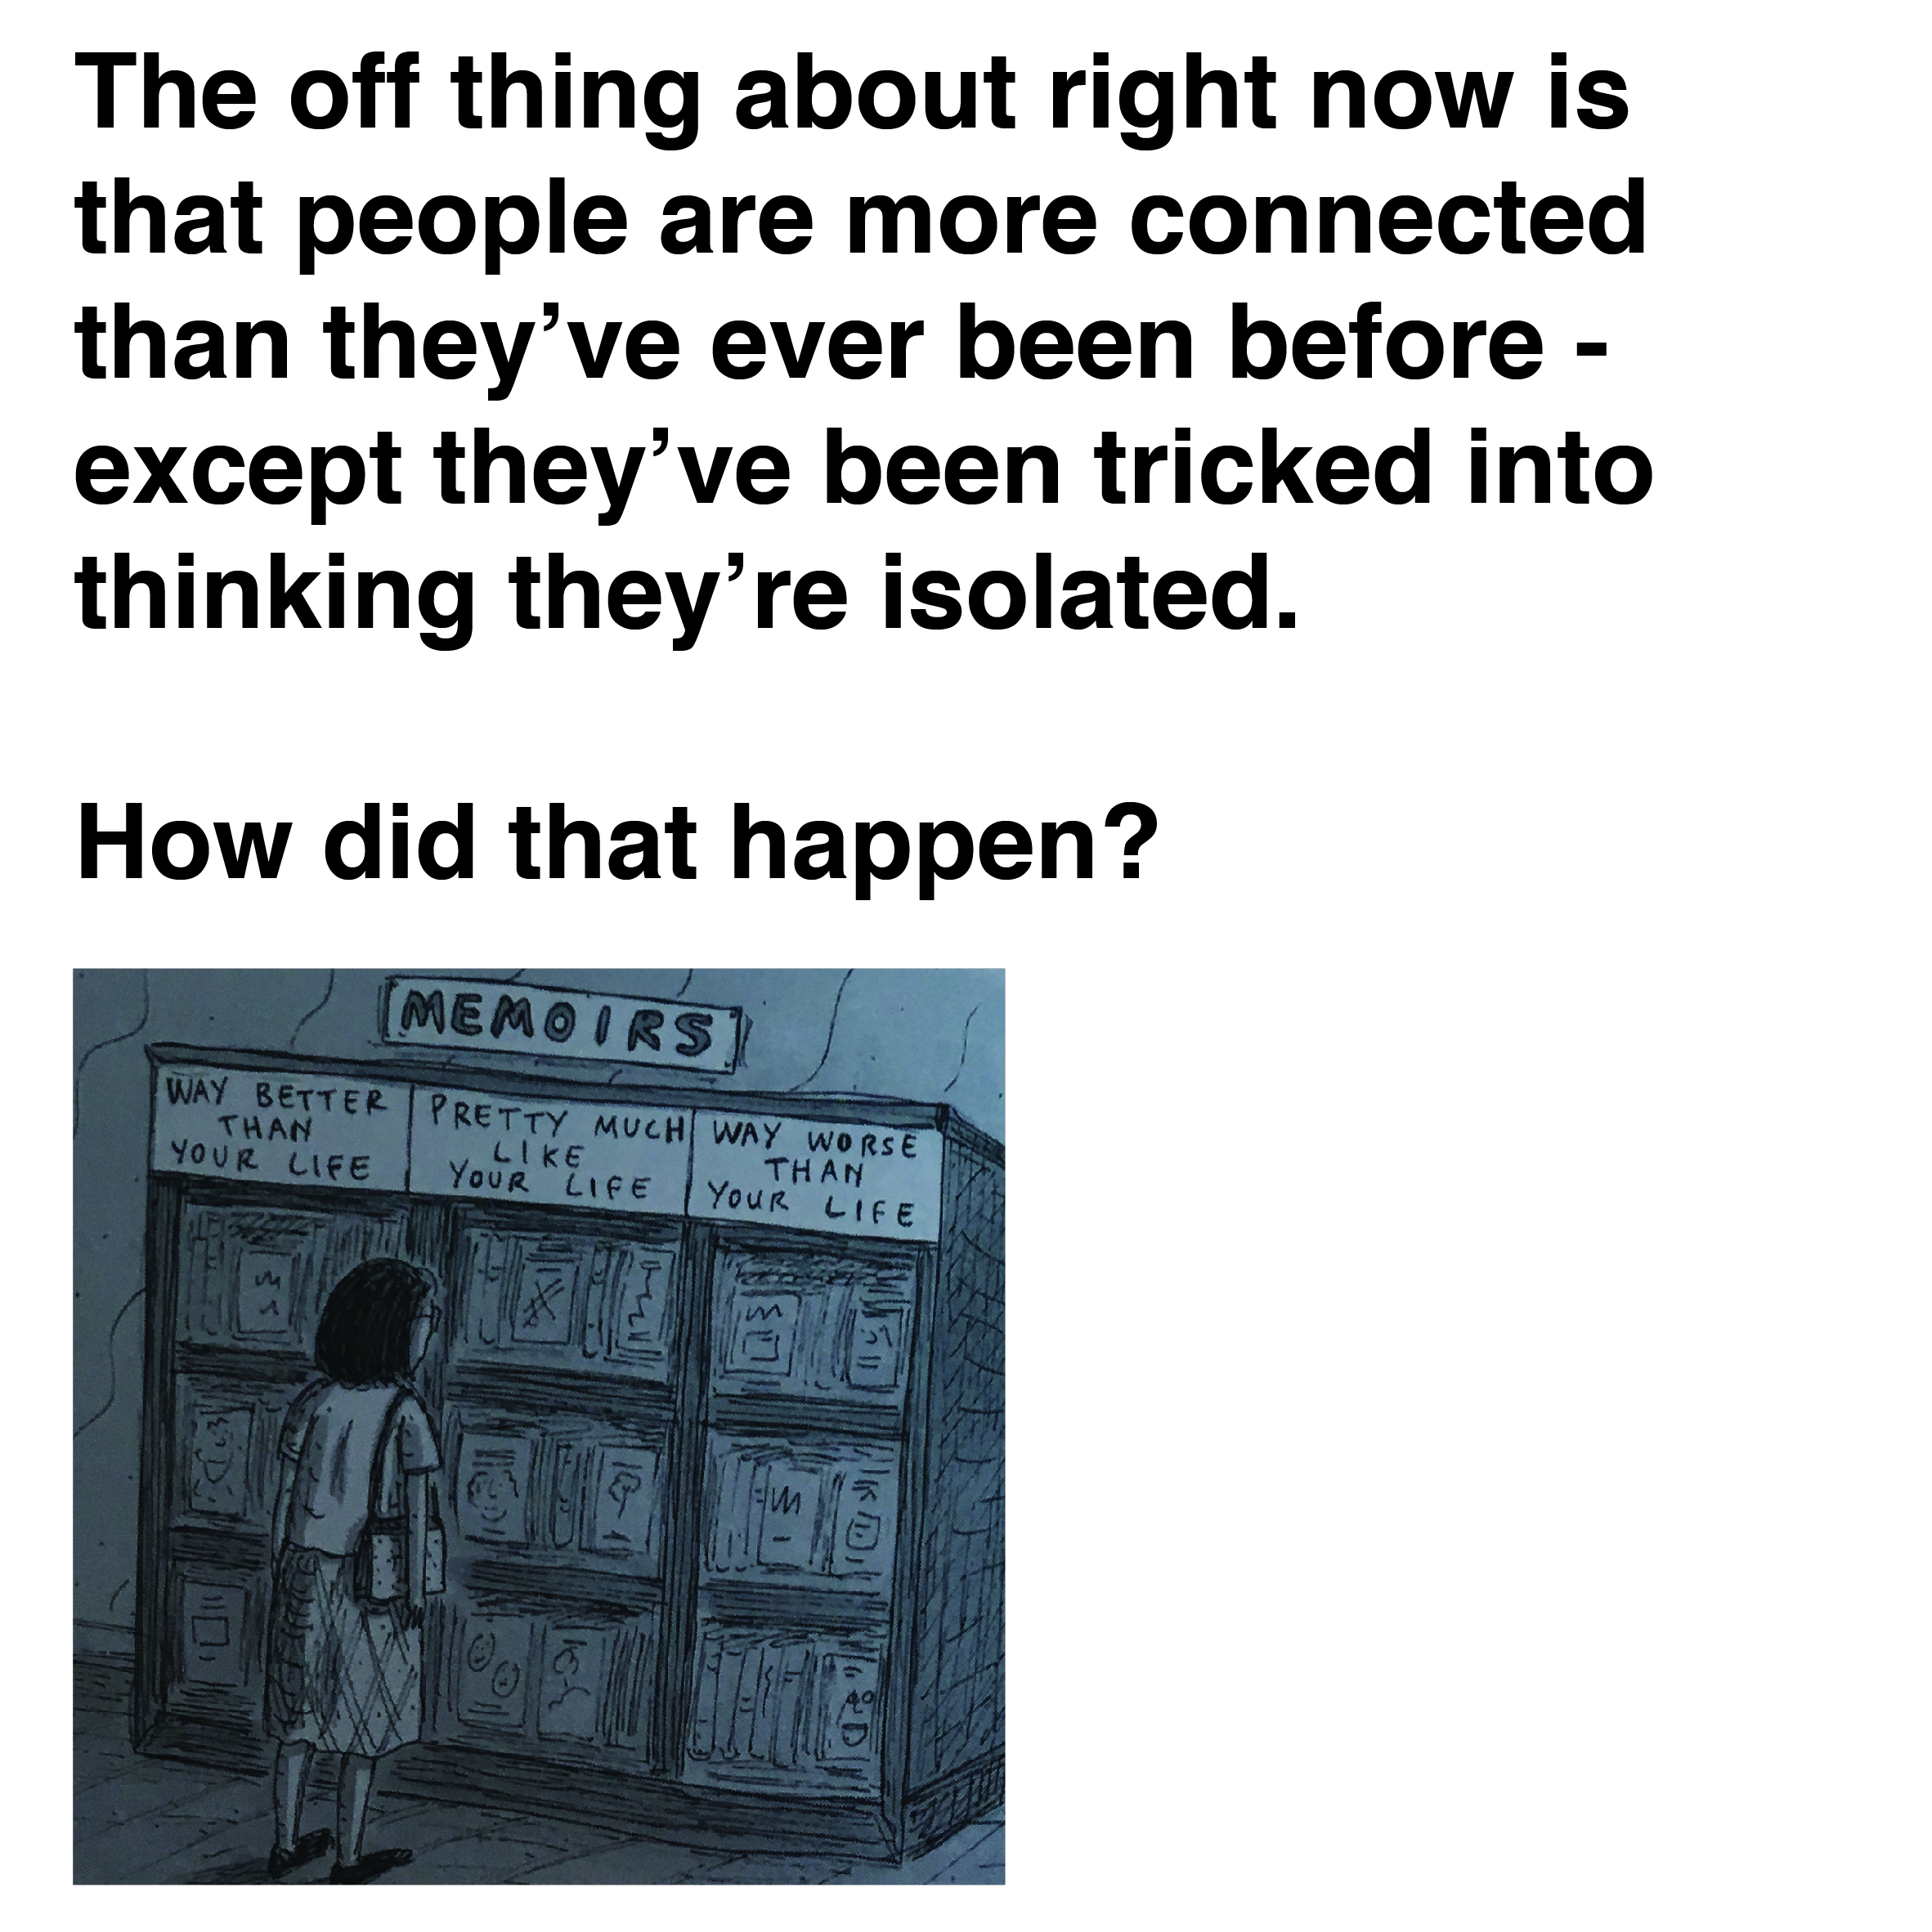 The off thing about right now is
that people are more connected
than they’ve ever been before -
except they’ve been tricked into
thinking they’re isolated.
How did that happen?
MEMOIRS
WAY BETTER
THAN
YOUR LIFE
PRETTY MUCH
LIKE
YOUR LIFE
WAY WORSE
THAN
YOUR LIFE